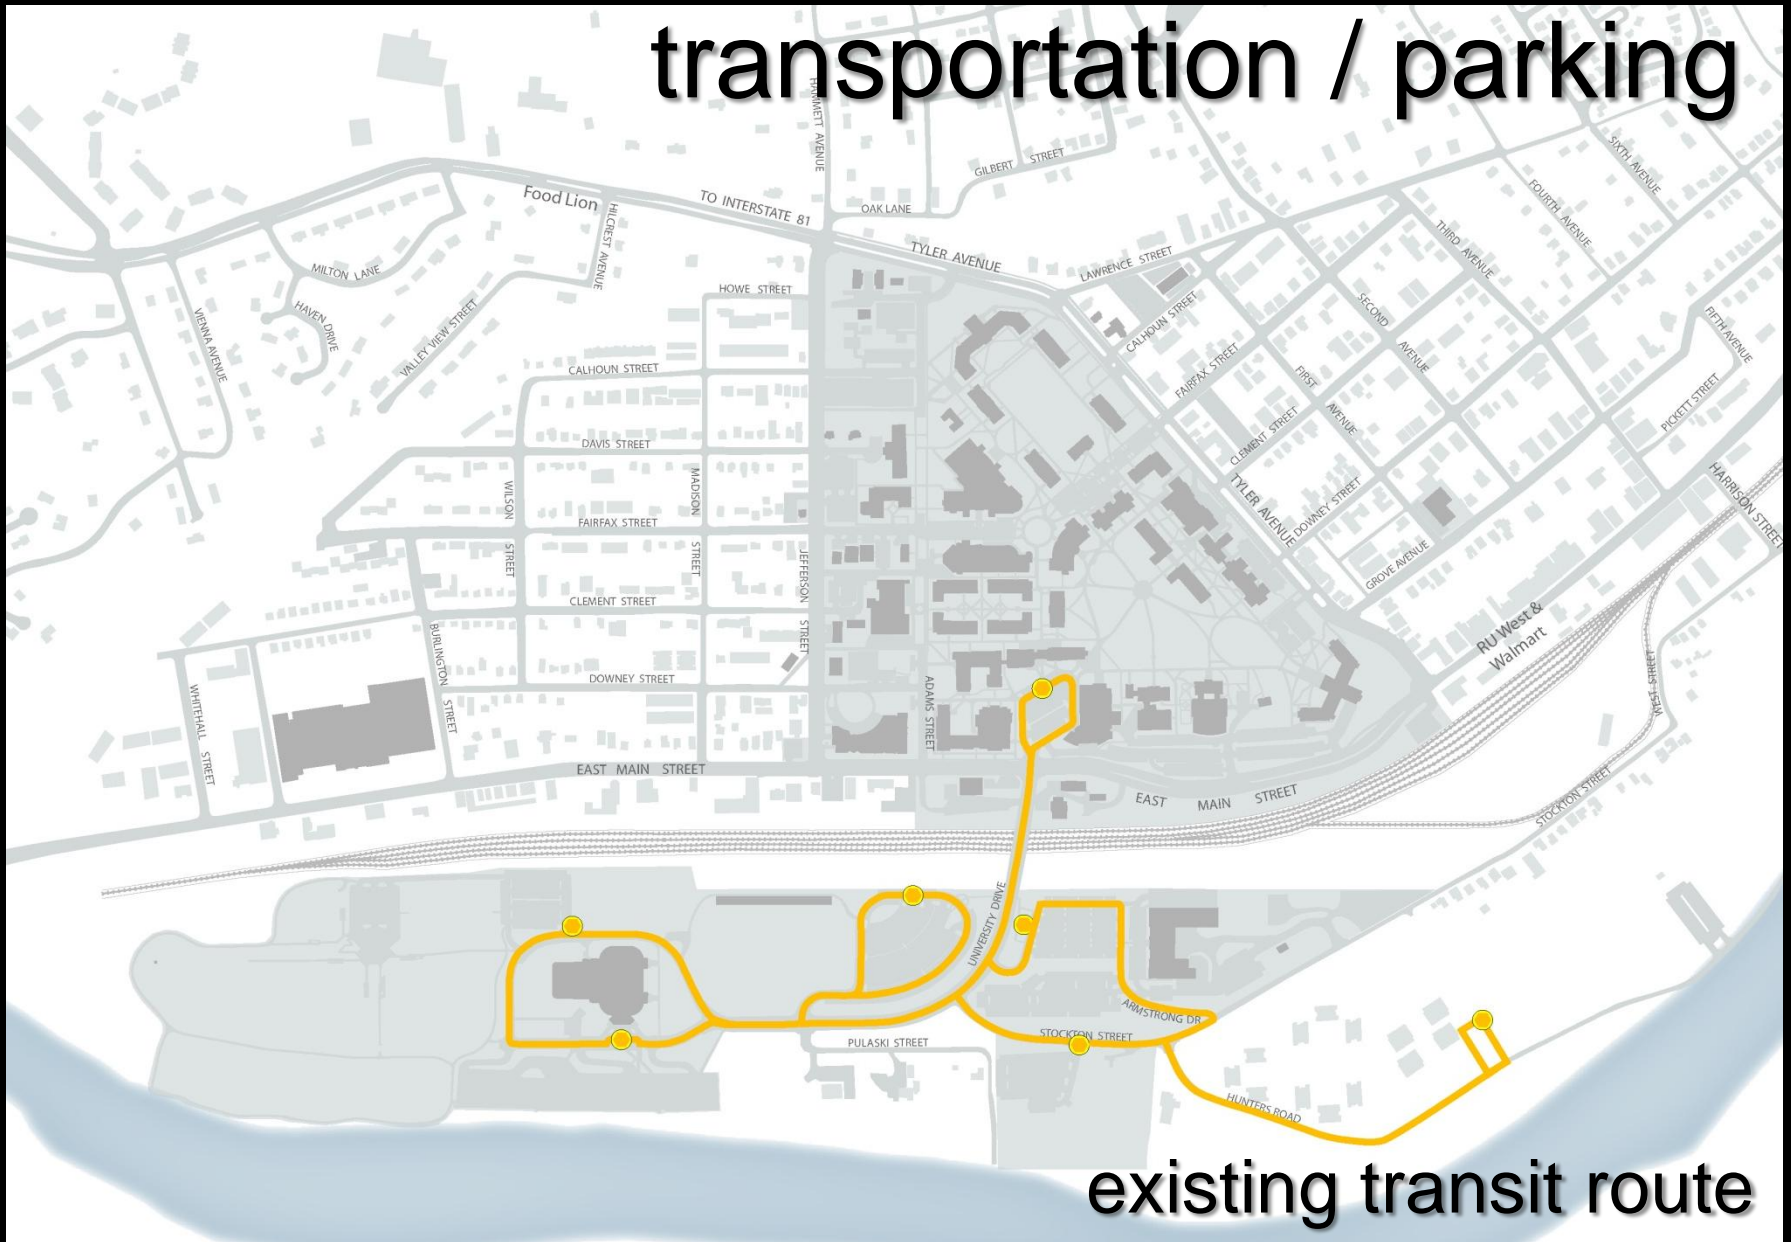 transportation / parking
HAMMETT AVENUE
GILBERT STREET
SIXTH AVENUE
FOURTH AVENUE
Food Lion
TO INTERSTATE 81
OAK LANE
HILCREST AVENUE
TYLER AVENUE
THIRD AVENUE
LAWRENCE STREET
MILTON LANE
HOWE STREET
HAVEN DRIVE
VIENNA AVENUE
VALLEY VIEW STREET
CALHOUN STREET
SECOND AVENUE
FIFTH AVENUE
CALHOUN STREET
FAIRFAX STREET
FIRST AVENUE
PICKETT STREET
DAVIS STREET
CLEMENT STREET
WILSON STREET
MADISON STREET
TYLER AVENUE
DOWNEY STREET
HARRISON STREET
FAIRFAX STREET
JEFFERSON STREET
GROVE AVENUE
CLEMENT STREET
RU West &
Walmart
BURLINGTON STREET
WEST STREET
DOWNEY STREET
ADAMS STREET
WHITEHALL STREET
EAST MAIN STREET
EAST MAIN STREET
STOCKTON STREET
UNIVERSITY DRIVE
ARMSTRONG DR
STOCKTON STREET
PULASKI STREET
HUNTERS ROAD
existing transit route